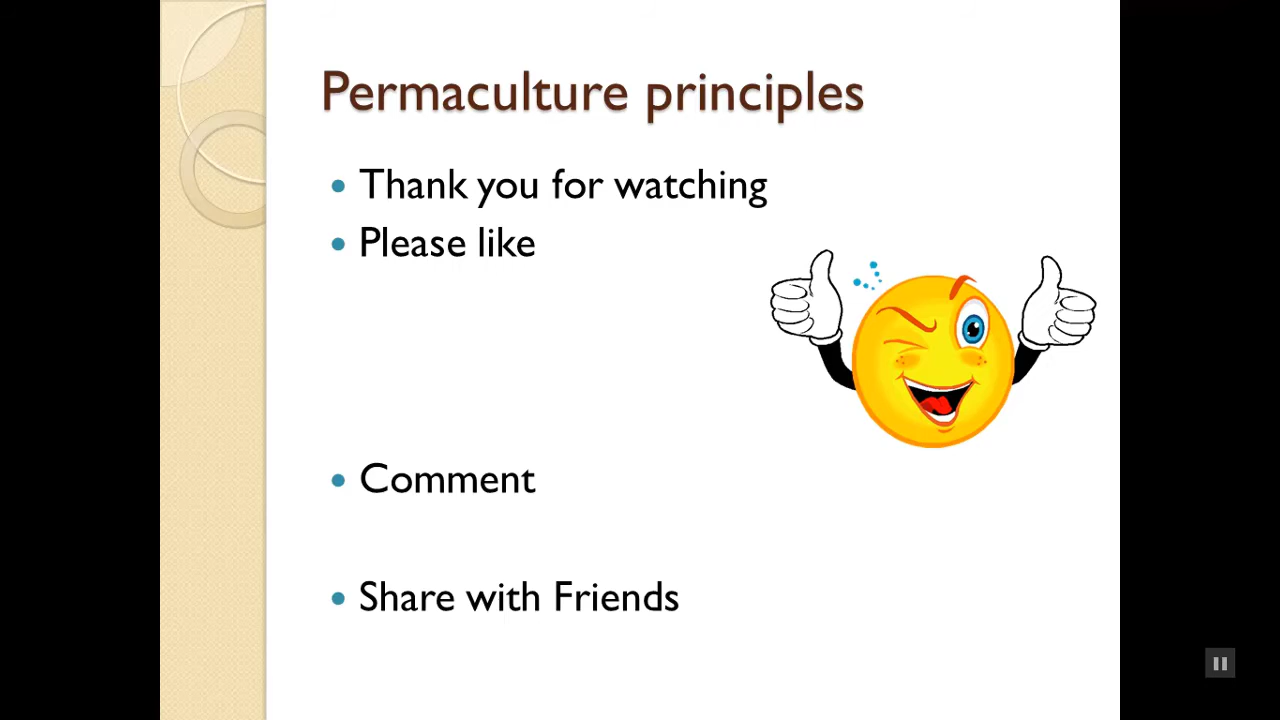 Permaculture principles
Thank you for watching
Please like
Comment
Share with Friends